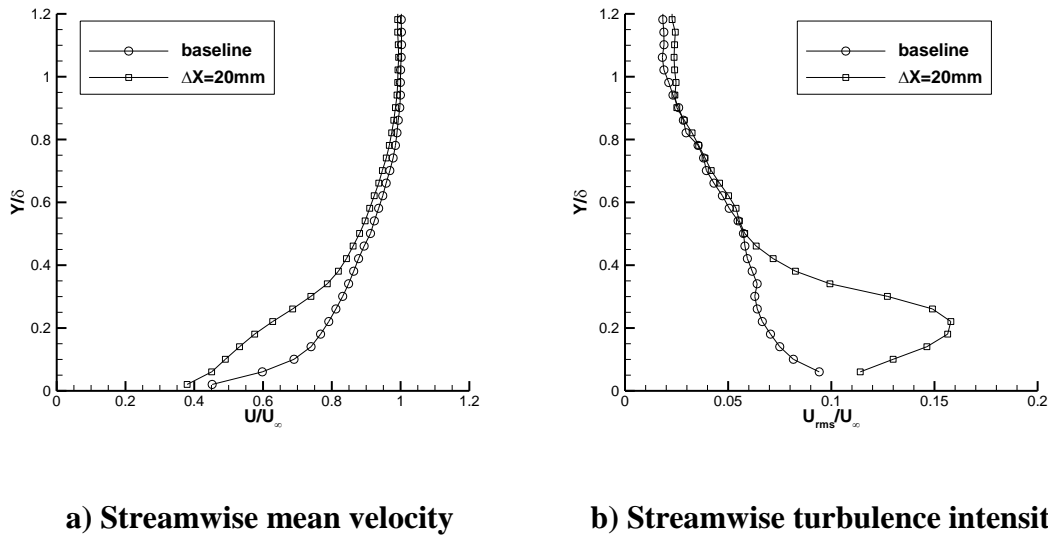 baseline
ΔX=20mm
Y/δ
1.2
1
0.8
0.6
0.4
0.2
0
0 0.2 0.4 0.6 0.8 1 1.2
U/U∞
baseline
ΔX=20mm
Y/δ
1.2
1
0.8
0.6
0.4
0.2
0
0 0.05 0.1 0.15 0.2
Urms/U∞
a) Streamwise mean velocity
b) Streamwise turbulence intensit